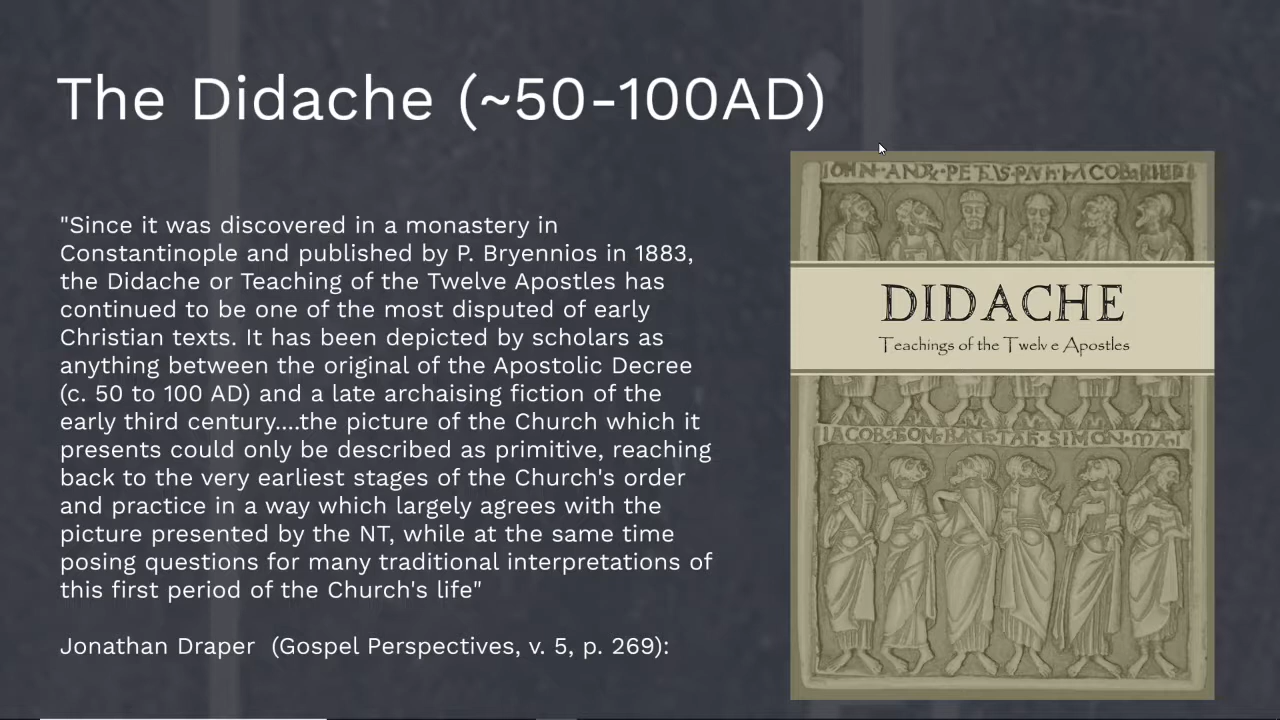 The Didache (~50-100AD)
"Since it was discovered in a monastery in
Constantinople and published by P. Bryennios in 1883,
the Didache or Teaching of the Twelve Apostles has
continued to be one of the most disputed of early
Christian texts. It has been depicted by scholars as
anything between the original of the Apostolic Decree
(c. 50 to 100 AD) and a late archaising fiction of the
early third century....the picture of the Church which it
presents could only be described as primitive, reaching
back to the very earliest stages of the Church's order
and practice in a way which largely agrees with the
picture presented by the NT, while at the same time
posing questions for many traditional interpretations of
this first period of the Church's life"
Jonathan Draper (Gospel Perspectives, v. 5, p. 269):
DIDACHE
Teachings of the Twelv e Apostles
SIMON